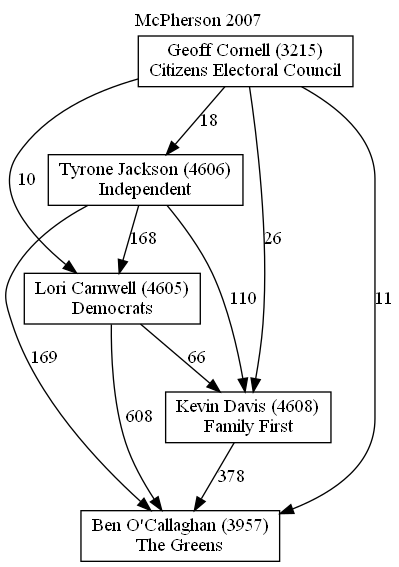 McPherson 2007
Geoff Cornell (3215)
Citizens Electoral Council
18
Tyrone Jackson (4606)
Independent
10
168
26
Lori Carnwell (4605)
Democrats
110
11
169
66
Kevin Davis (4608)
Family First
608
378
Ben O'Callaghan (3957)
The Greens